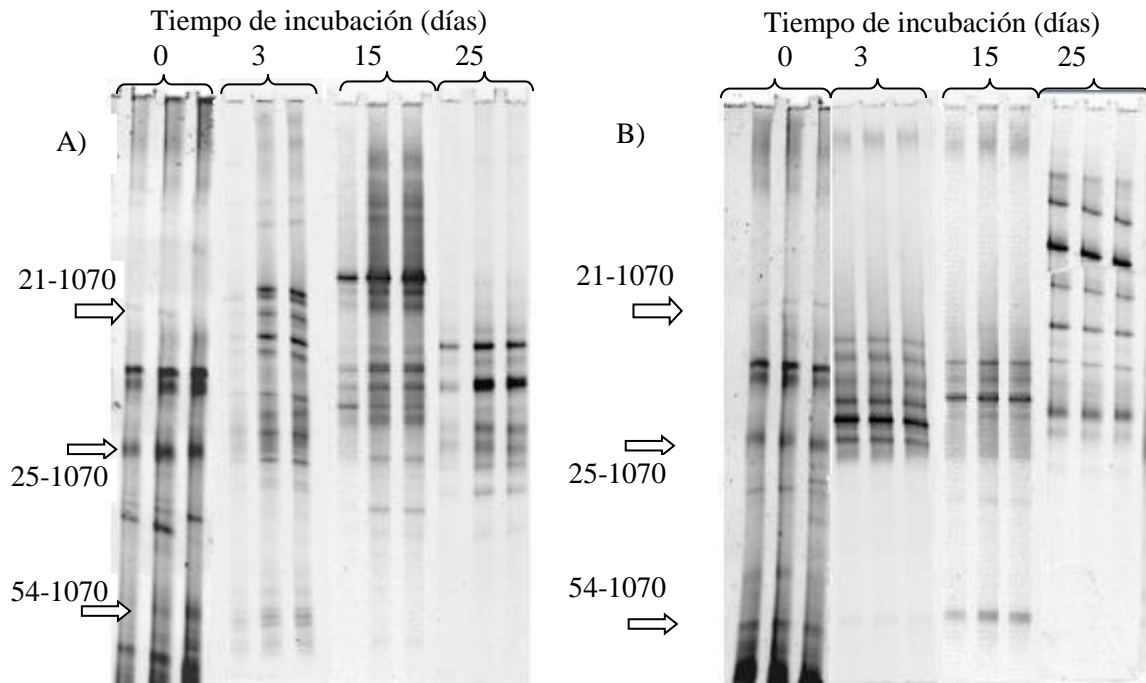 Tiempo de incubación (días)
0 3 15 25
A)
21-1070
25-1070
54-1070
Tiempo de incubación (días)
0 3 15 25
B)
21-1070
25-1070
54-1070